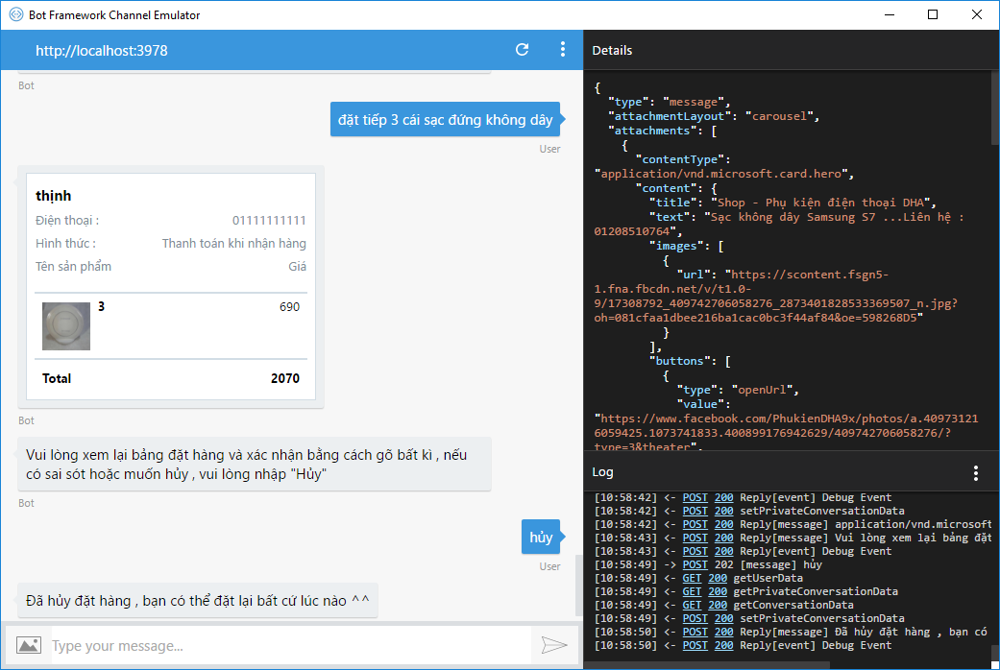 Bot Framework Channel Emulator
http://localhost:3978
Bot
đặt tiếp 3 cái sạc đứng không dây
User
thịnh
Điện thoại : 01111111111
Hình thức : Thanh toán khi nhận hàng
Tên sản phẩm Giá
3 690
Total 2070
Bot
Vui lòng xem lại bảng đặt hàng và xác nhận bằng cách gõ bất kì , nếu
có sai sót hoặc muốn hủy , vui lòng nhập "Hủy"
Bot
hủy
User
Đã hủy đặt hàng , bạn có thể đặt lại bất cứ lúc nào ^^
Type your message...
Details
{
"type": "message",
"attachmentLayout": "carousel",
"attachments": [
{
"contentType":
"application/vnd.microsoft.card.hero",
"content": {
"title": "Shop - Phụ kiện điện thoại DHA",
"text": "Sạc không dây Samsung S7 ...Liên hệ :
01208510764",
"images": [
{
"url": "https://scontent.fsgn5-
1.fna.fbcdn.net/v/t1.0-
9/17308792_409742706058276_2873401828533369507_n.jpg?
oh=081cfaa1dbee216ba1cac0bc3f44af84&oe=598268D5"
}
],
"buttons": [
{
"type": "openUrl",
"value":
"https://www.facebook.com/PhukienDHA9x/photos/a.40973121
6059425.1073741833.400899176942629/409742706058276/?
type=3&theater",
Log
[10:58:42] <- POST 200 Reply[event] Debug Event
[10:58:42] <- POST 200 setPrivateConversationData
[10:58:42] <- POST 200 Reply[message] application/vnd.microsoft
[10:58:43] <- POST 200 Reply[message] Vui lòng xem lại bảng đặt
[10:58:43] <- POST 200 Reply[event] Debug Event
[10:58:49] -> POST 202 [message] hủy
[10:58:49] <- GET 200 getUserData
[10:58:49] <- GET 200 getPrivateConversationData
[10:58:49] <- GET 200 getConversationData
[10:58:49] <- POST 200 setPrivateConversationData
[10:58:50] <- POST 200 Reply[message] Đã hủy đặt hàng , bạn có
[10:58:50] <- POST 200 Reply[event] Debug Event